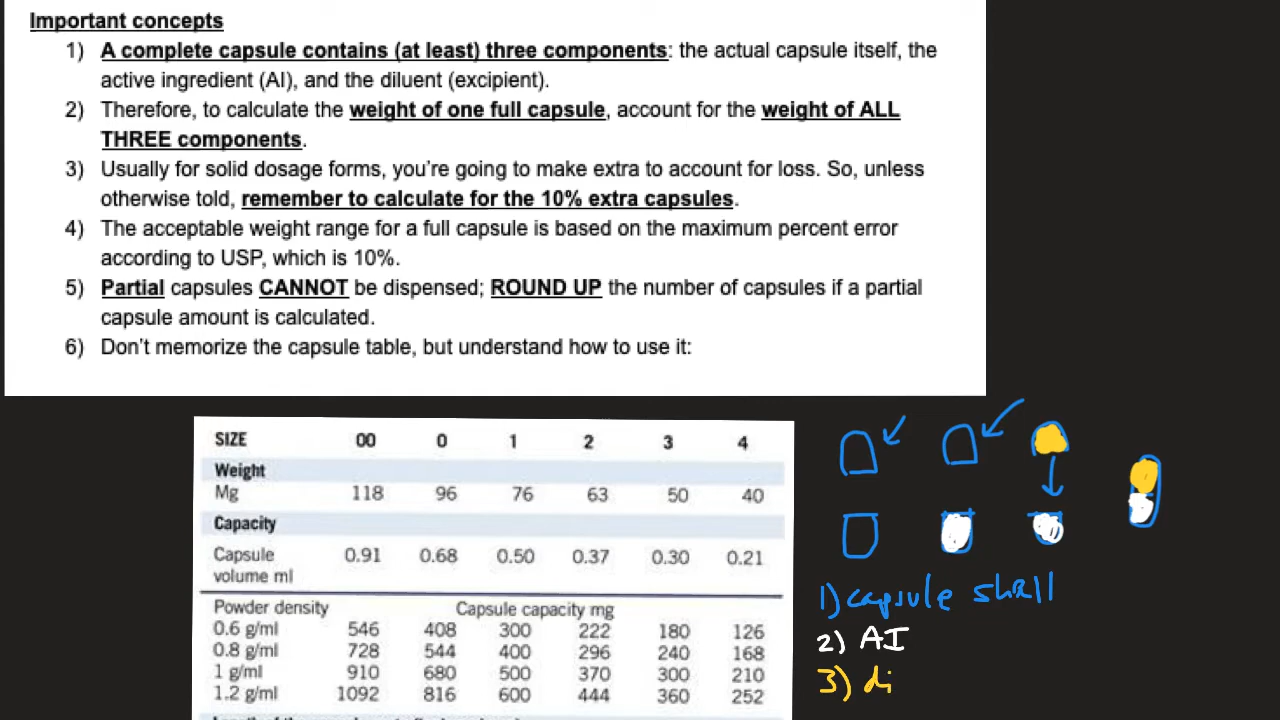 Important concepts
1) A complete capsule contains (at least) three components: the actual capsule itself, the
active ingredient (AI), and the diluent (excipient).
2) Therefore, to calculate the weight of one full capsule, account for the weight of ALL
THREE components.
3) Usually for solid dosage forms, you're going to make extra to account for loss. So, unless
otherwise told, remember to calculate for the 10% extra capsules.
4) The acceptable weight range for a full capsule is based on the maximum percent error
according to USP, which is 10%.
5) Partial capsules CANNOT be dispensed; ROUND UP the number of capsules if a partial
capsule amount is calculated.
6) Don't memorize the capsule table, but understand how to use it:
SIZE 00 0 1 2 3 4
Weight
Mg 118 96 76 63 50 40
Capacity
Capsule 0.91 0.68 0.50 0.37 0.30 0.21
volume ml
Powder density Capsule capacity mg
0.6 g/ml 546 408 300 222 180 126
0.8 g/ml 728 544 400 296 240 168
1 g/ml 910 680 500 370 300 210
1.2 g/ml 1092 816 600 444 360 252
1) capsule shell
2) AI
3) di